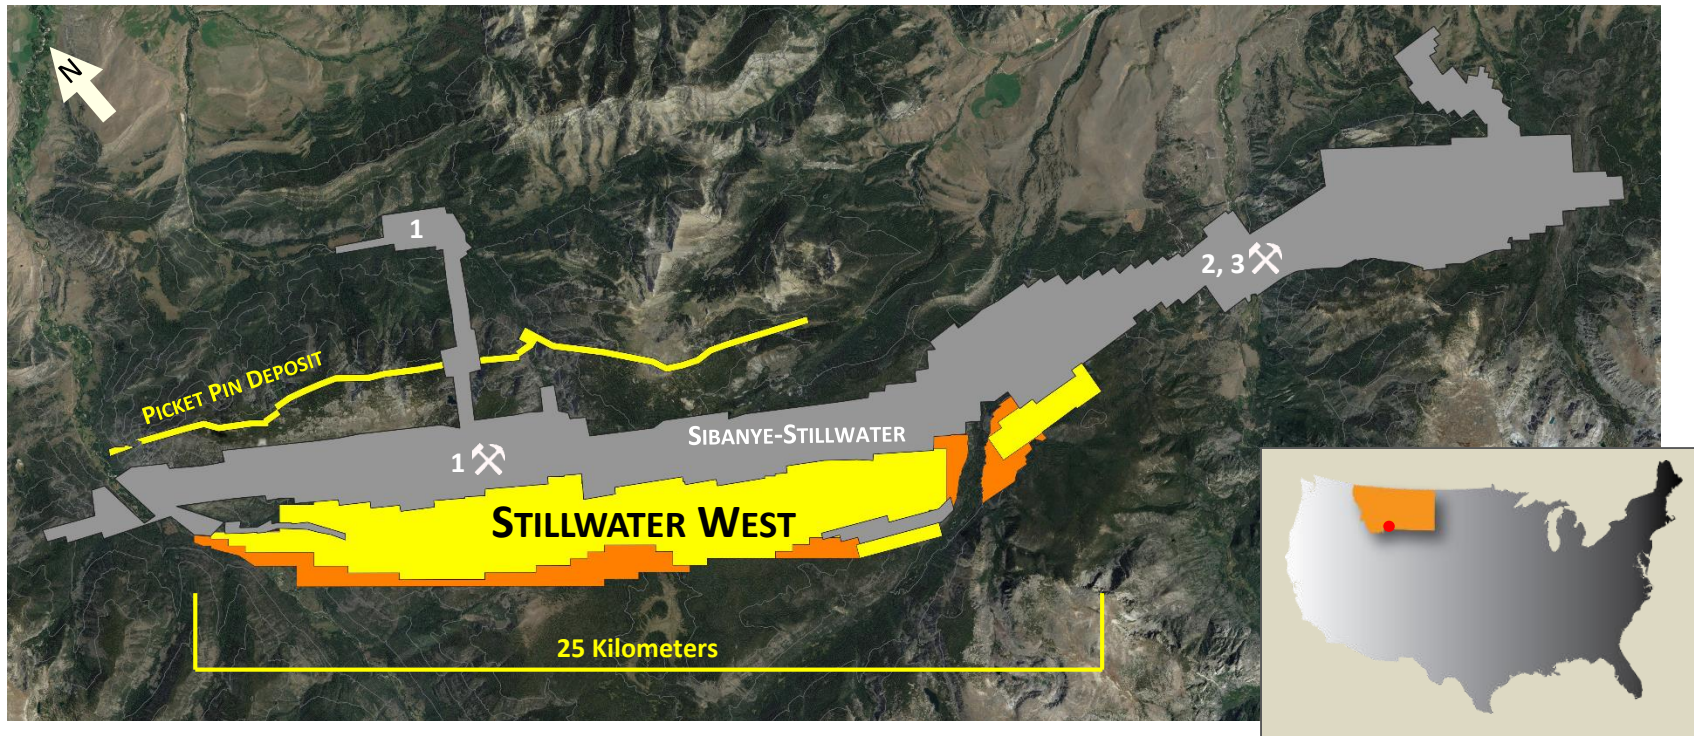 N
1
2, 3
PICKET PIN DEPOSIT
SIBANYE-STILLWATER
1
STILLWATER WEST
25 Kilometers